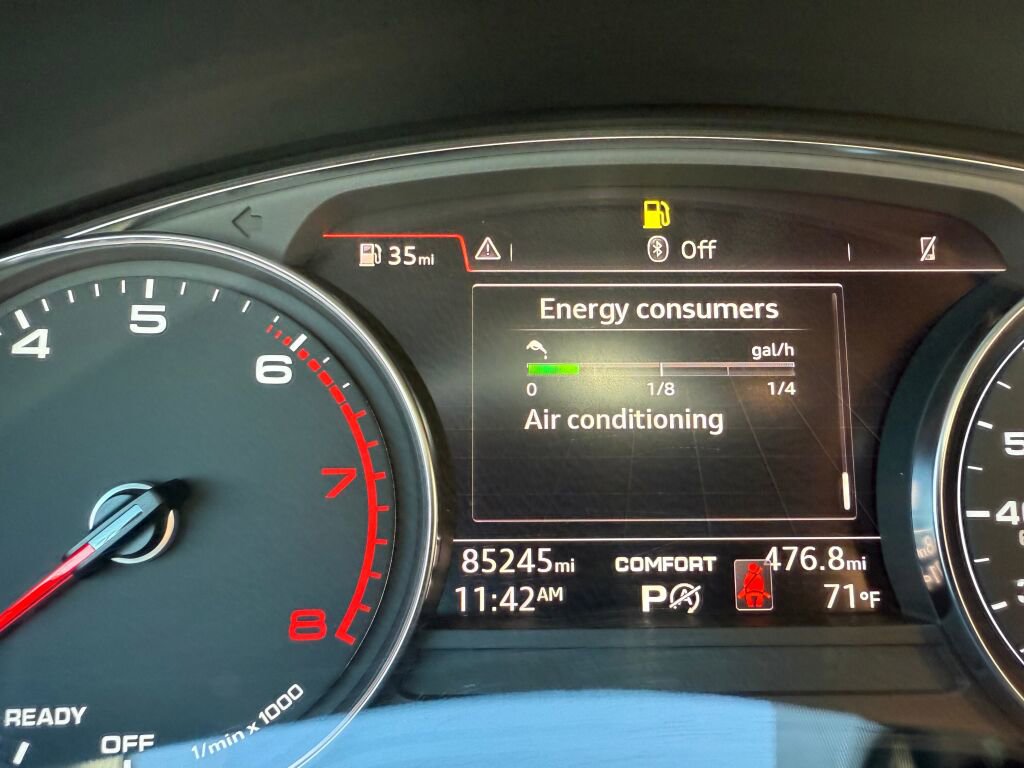 35mi
Off
Energy consumers
gal/h
0 1/8 1/4
Air conditioning
85245mi COMFORT 476.8mi
11:42AM P 71°F
4 5 6 7 8
READY
OFF
1/min x 1000